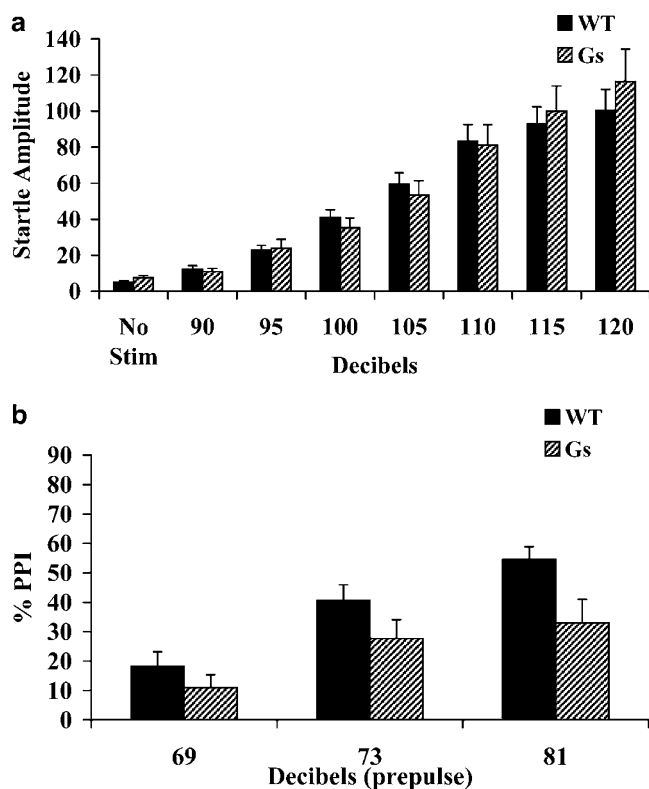 a
WT
Gs
Startle Amplitude
140
120
100
80
60
40
20
0
No Stim 90 95 100 105 110 115 120
Decibels
b
WT
Gs
% PPI
90
80
70
60
50
40
30
20
10
0
69 73 81
Decibels (prepulse)